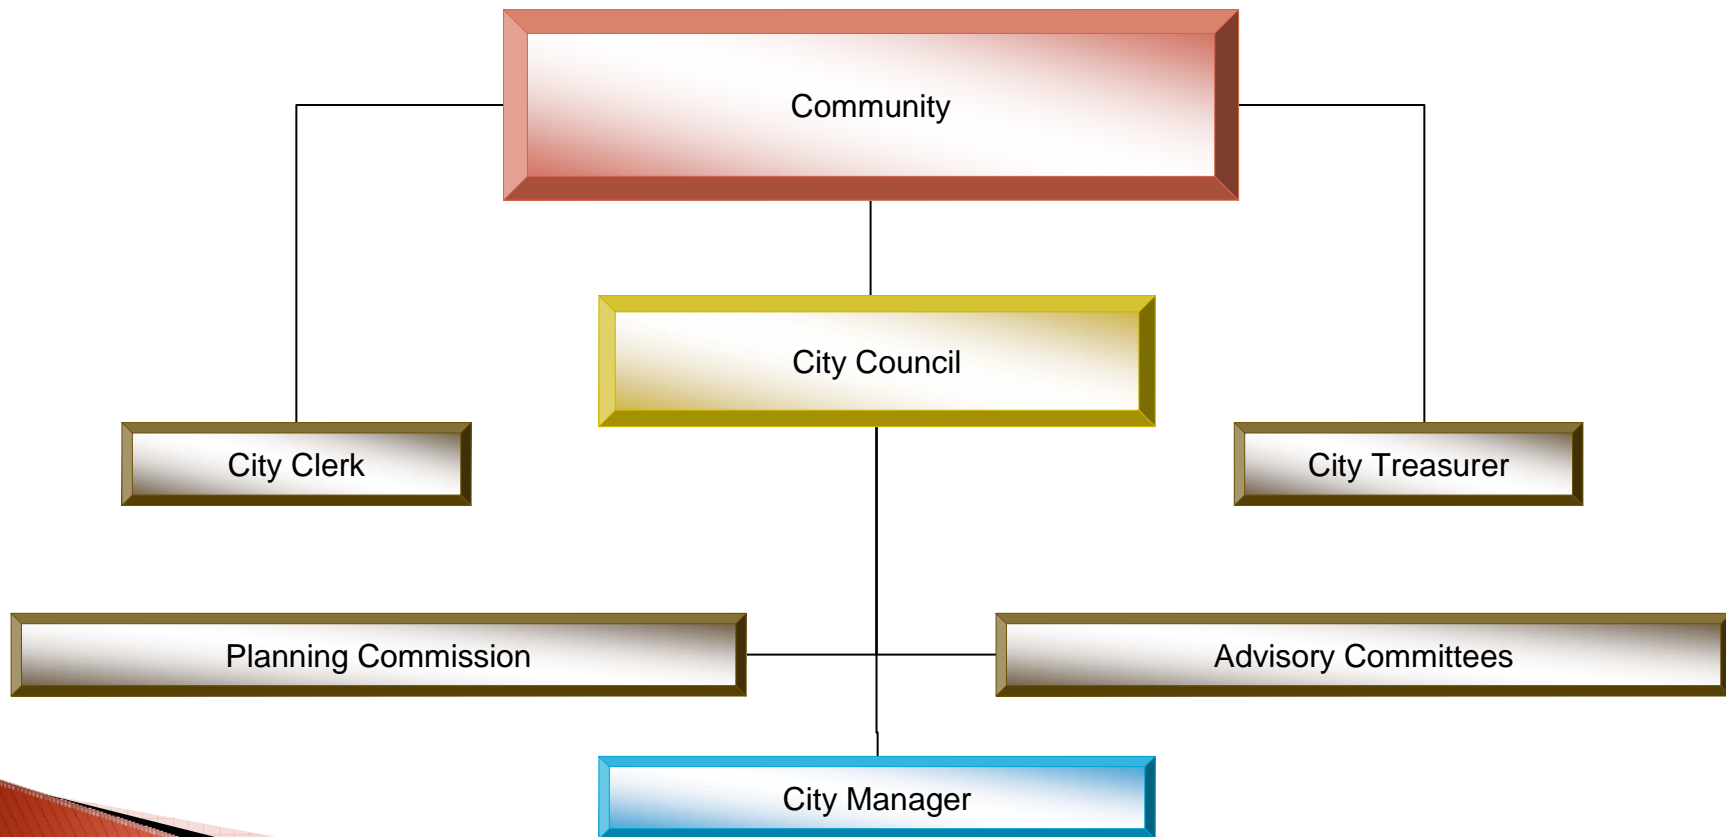 Community
City Council
City Clerk
City Treasurer
Planning Commission
Advisory Committees
City Manager